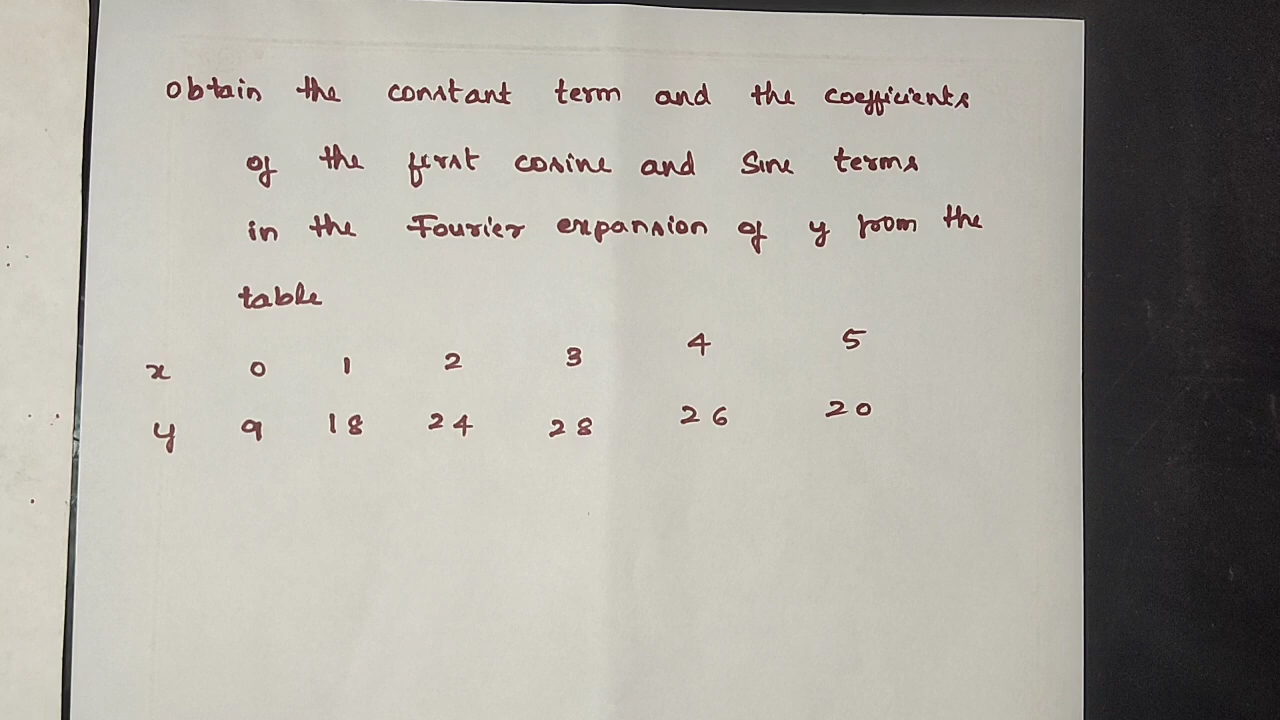 obtain the constant term and the coefficients
of the first cosine and Sine terms
in the Fourier expansion of y from the
table
x 0 1 2 3 4 5
y 9 18 24 28 26 20